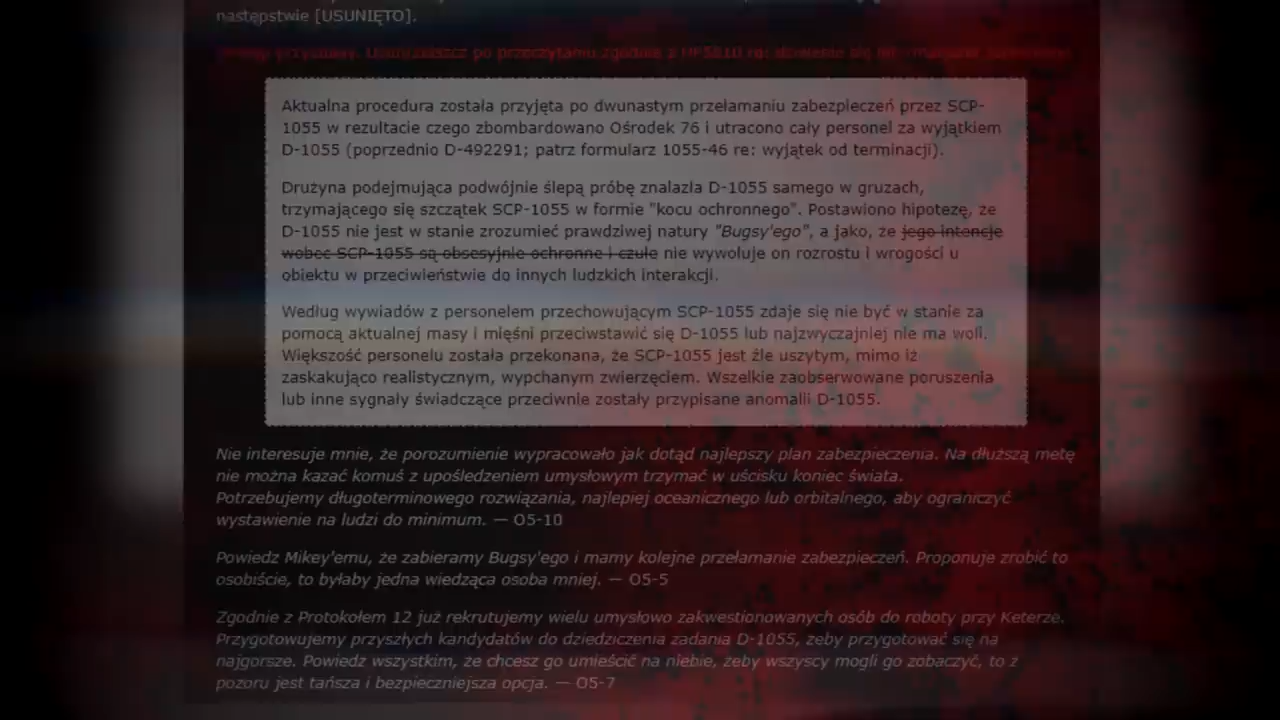 następstwie [USUNIĘTO].
po przeczytaniu zgodnie z
Aktualna procedura została przyjęta po dwunastym przełamaniu zabezpieczeń przez SCP-
1055 w rezultacie czego zbombardowano Ośrodek 76 i utracono cały personel za wyjątkiem
D-1055 (poprzednio D-492291; patrz formularz 1055-46 re: wyjątek od terminacji).
Drużyna podejmująca podwójnie ślepą próbę znalazła D-1055 samego w gruzach,
trzymającego się szczątek SCP-1055 w formie "kocu ochronnego". Postawiono hipotezę, że
D-1055 nie jest w stanie zrozumieć prawdziwej natury "Bugsy'ego", a jako, że jego intencje
wobec SCP-1055 są obsesyjnie ochronne i czułe nie wywołuje on rozrostu i wrogości u
obiektu w przeciwieństwie do innych ludzkich interakcji.
Według wywiadów z personelem przechowującym SCP-1055 zdaje się nie być w stanie za
pomocą aktualnej masy i mięśni przeciwstawić się D-1055 lub najzwyczajniej nie ma woli.
Większość personelu została przekonana, że SCP-1055 jest źle uszytym, mimo iż
zaskakująco realistycznym, wypchanym zwierzęciem. Wszelkie zaobserwowane poruszenia
lub inne sygnały świadczące przeciwnie zostały przypisane anomalii D-1055.
Nie interesuje mnie, że porozumienie wypracowało jak dotąd najlepszy plan zabezpieczenia. Na dłuższą metę
nie można kazać komuś z upośledzeniem umysłowym trzymać w uścisku koniec świata.
Potrzebujemy długoterminowego rozwiązania, najlepiej oceanicznego lub orbitalnego, aby ograniczyć
wystawienie na ludzi do minimum. — O5-10
Powiedz Mikey'emu, że zabieramy Bugsy'ego i mamy kolejne przełamanie zabezpieczeń. Proponuje zrobić to
osobiście, to byłaby jedna wiedząca osoba mniej. — O5-5
Zgodnie z Protokołem 12 już rekrutujemy wielu umysłowo zakwestionowanych osób do roboty przy Keterze.
Przygotowujemy przyszłych kandydatów do dziedziczenia zadania D-1055, żeby przygotować się na
najgorsze. Powiedz wszystkim, że chcesz go umieścić na niebie, żeby wszyscy mogli go zobaczyć, to z
pozoru jest tańsza i bezpieczniejsza opcja. — O5-7